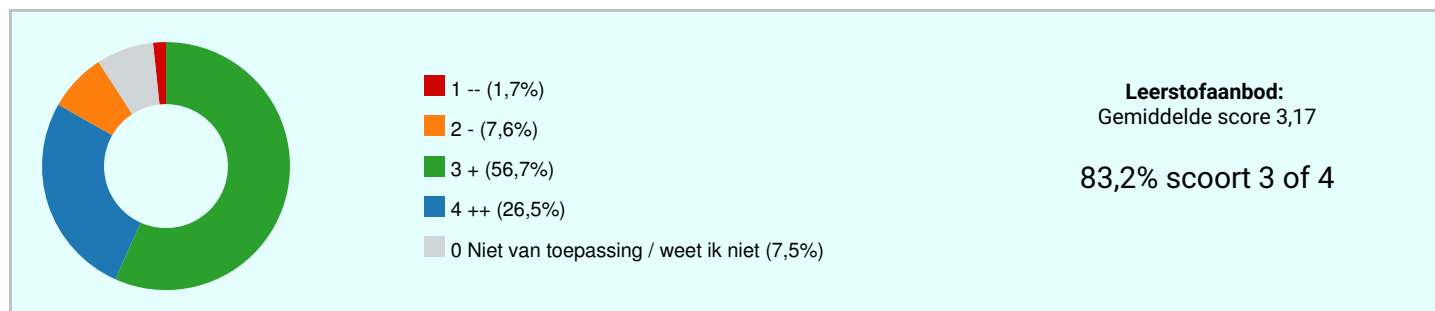 1 -- (1,7%)
2 - (7,6%)
3 + (56,7%)
4 ++ (26,5%)
0 Niet van toepassing / weet ik niet (7,5%)
Leerstofaanbod:
Gemiddelde score 3,17
83,2% scoort 3 of 4